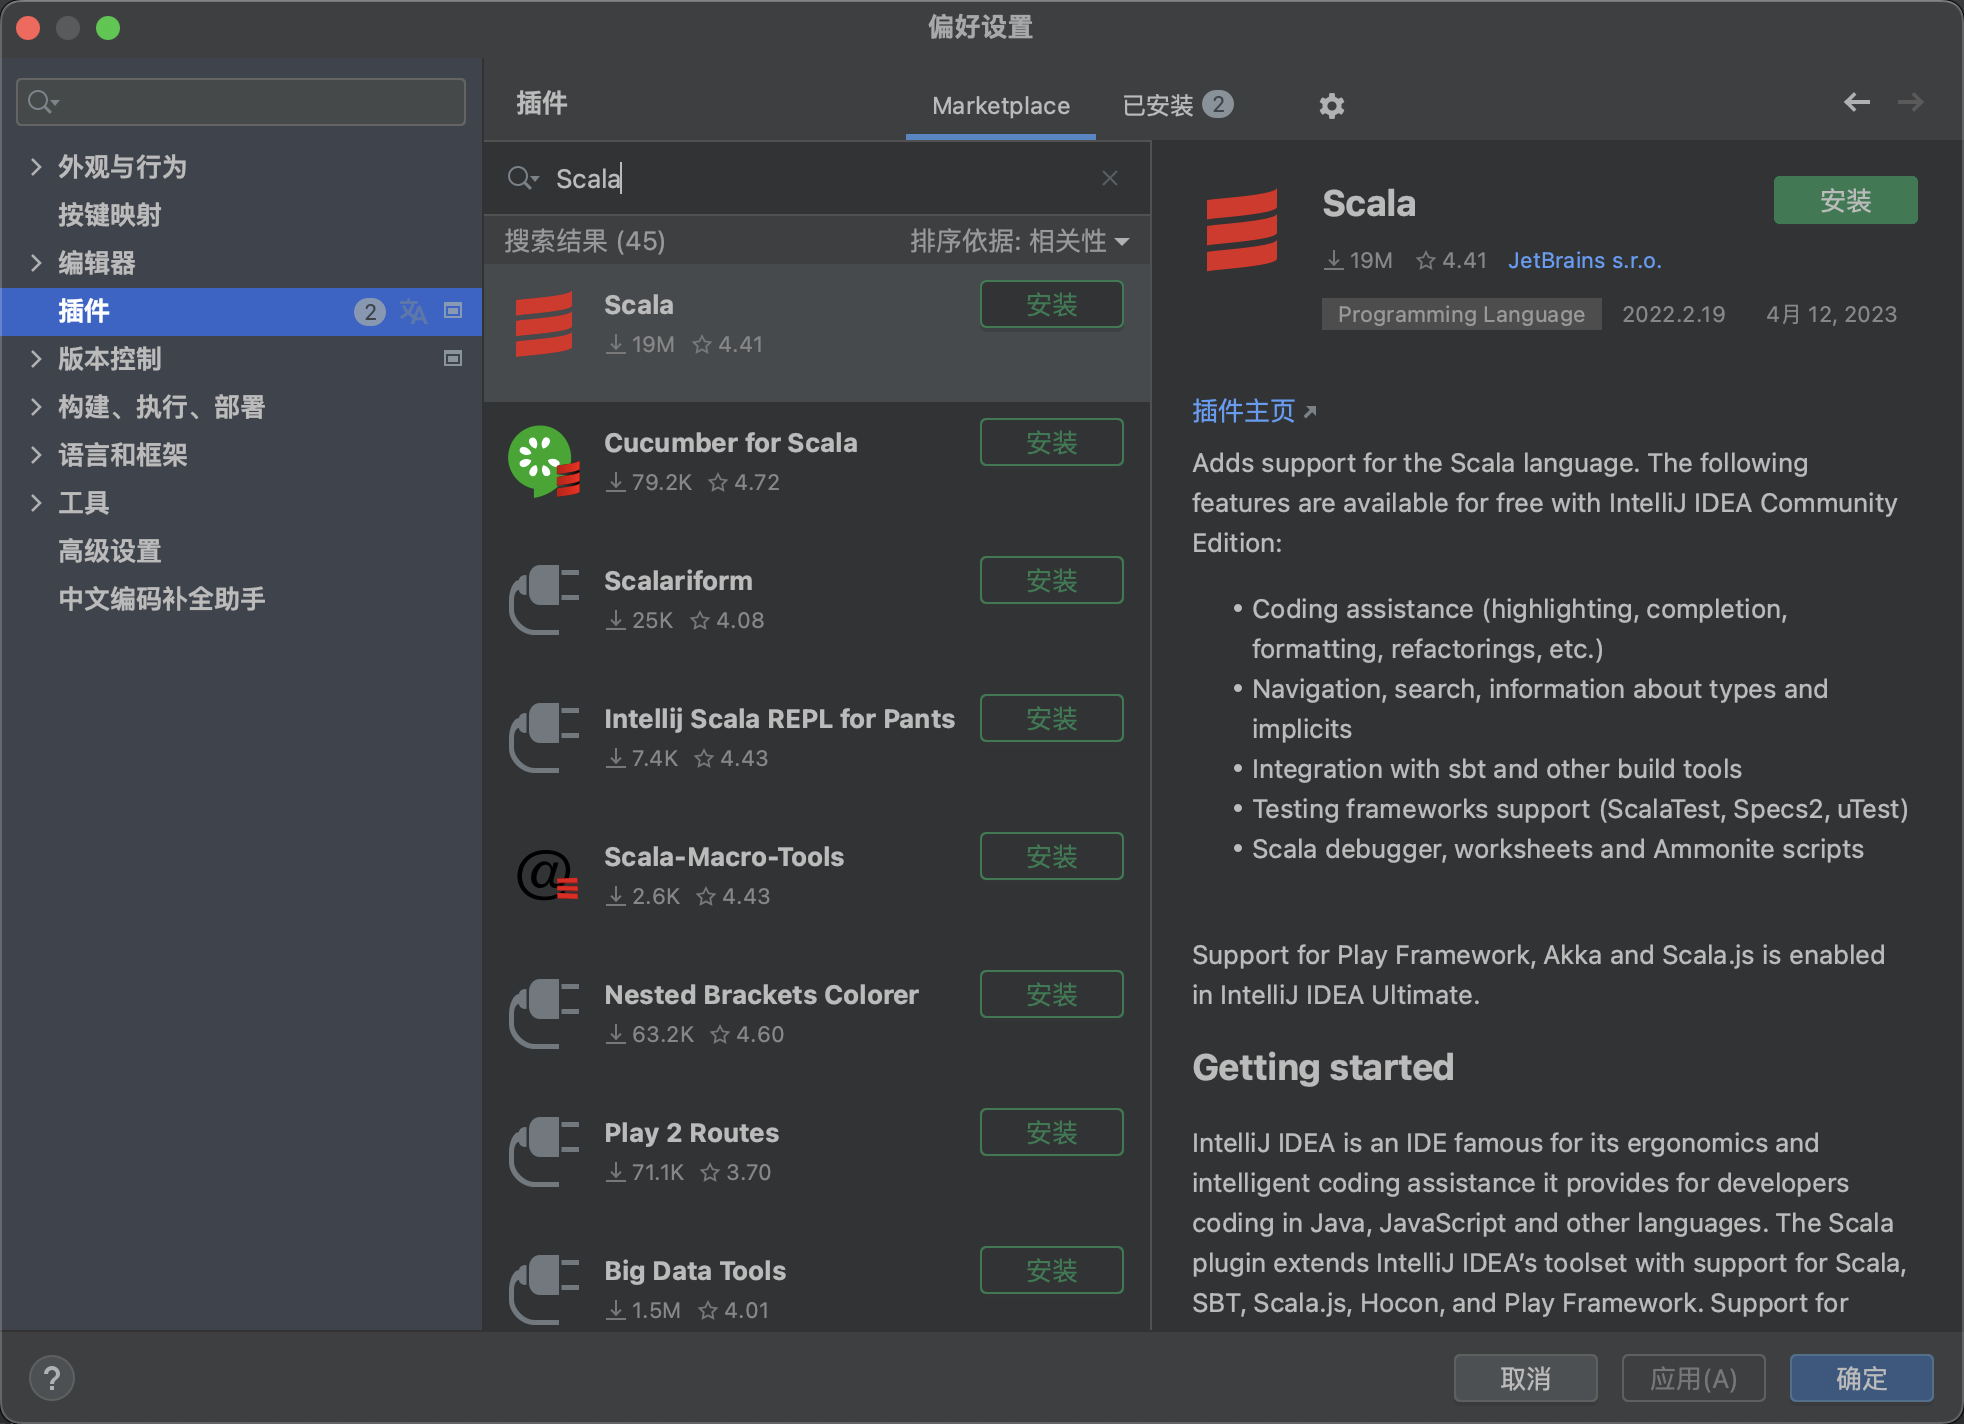 偏好设置
外观与行为
按键映射
编辑器
插件 2
版本控制
构建、执行、部署
语言和框架
工具
高级设置
中文编码补全助手
插件
Marketplace
已安装 2
Scala
搜索结果 (45)
排序依据: 相关性
Scala
19M 4.41
安装
Cucumber for Scala
79.2K 4.72
安装
Scalariform
25K 4.08
安装
Intellij Scala REPL for Pants
7.4K 4.43
安装
Scala-Macro-Tools
2.6K 4.43
安装
Nested Brackets Colorer
63.2K 4.60
安装
Play 2 Routes
71.1K 3.70
安装
Big Data Tools
1.5M 4.01
安装
Scala
安装
19M 4.41 JetBrains s.r.o.
Programming Language 2022.2.19 4月 12, 2023
插件主页
Adds support for the Scala language. The following
features are available for free with IntelliJ IDEA Community
Edition:
• Coding assistance (highlighting, completion,
formatting, refactorings, etc.)
• Navigation, search, information about types and
implicits
• Integration with sbt and other build tools
• Testing frameworks support (ScalaTest, Specs2, uTest)
• Scala debugger, worksheets and Ammonite scripts
Support for Play Framework, Akka and Scala.js is enabled
in IntelliJ IDEA Ultimate.
Getting started
IntelliJ IDEA is an IDE famous for its ergonomics and
intelligent coding assistance it provides for developers
coding in Java, JavaScript and other languages. The Scala
plugin extends IntelliJ IDEA’s toolset with support for Scala,
SBT, Scala.js, Hocon, and Play Framework. Support for
?
取消
应用(A)
确定